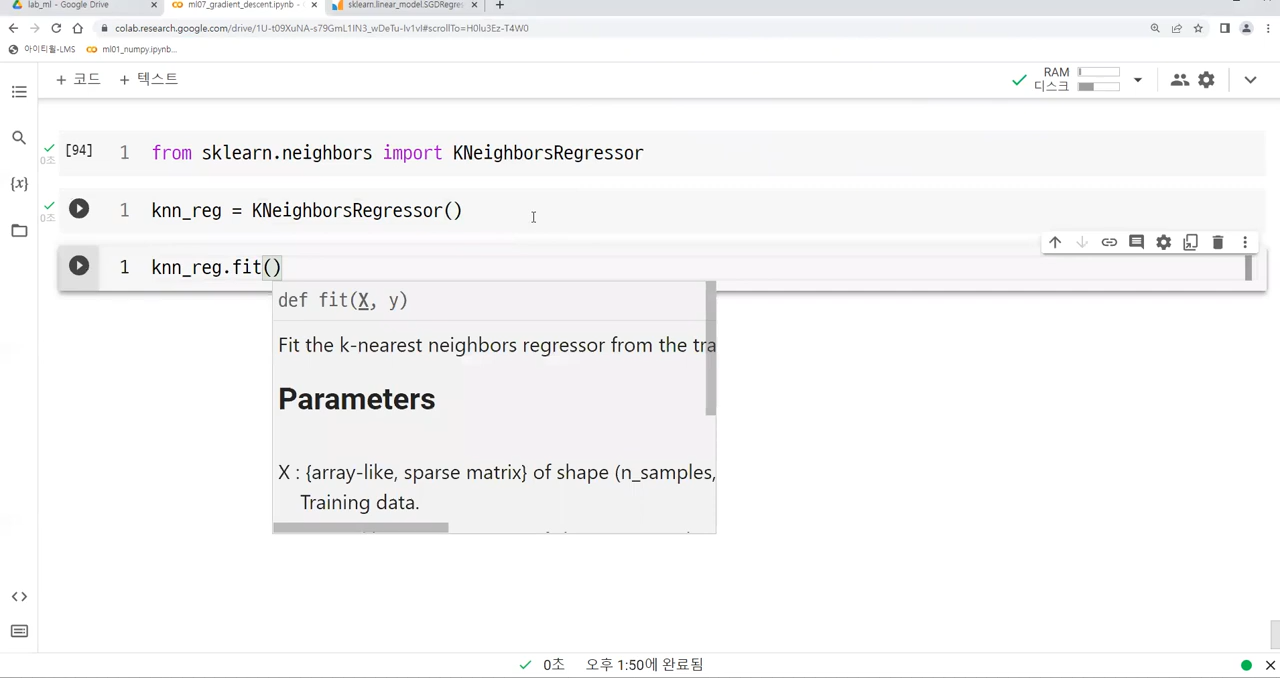 lab_ml - Google Drive
ml07_gradient_descent.ipynb -
sklearn.linear_model.SGDRegres
colab.research.google.com/drive/1U-t09XuNA-s79GmL1IN3_wDeTu-Iv1vI#scrollTo=H0lu3Ez-T4W0
아이티윌-LMS
ml01_numpy.ipynb...
+ 코드
+ 텍스트
RAM
디스크
[94]
1
from sklearn.neighbors import KNeighborsRegressor
0초
1
knn_reg = KNeighborsRegressor()
0초
{x}
1
knn_reg.fit()
def fit(X, y)
Fit the k-nearest neighbors regressor from the tra
Parameters
X : {array-like, sparse matrix} of shape (n_samples,
Training data.
0초
오후 1:50에 완료됨